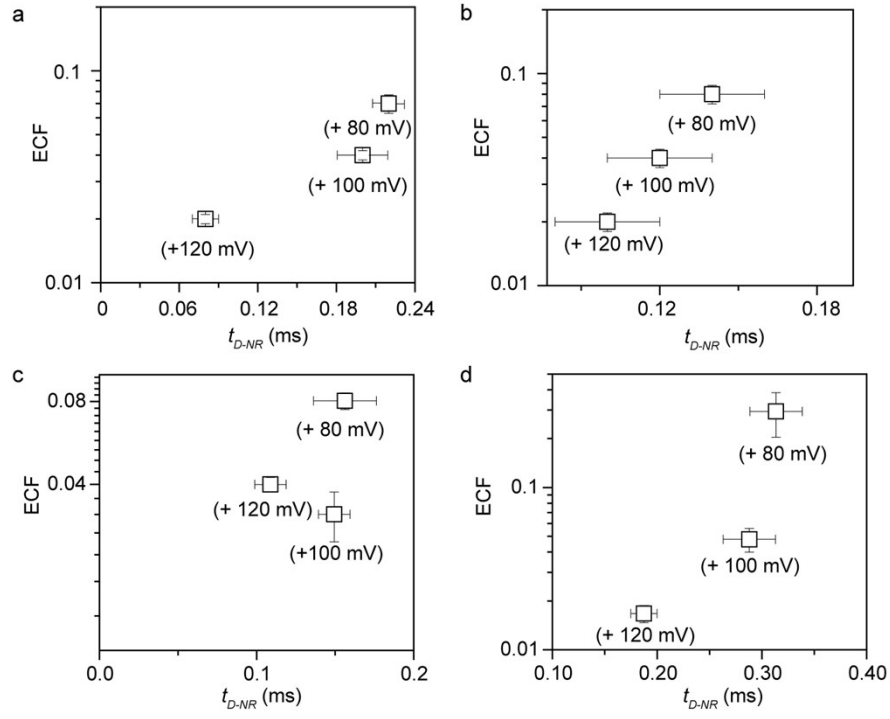 a
0.1
ECF
0.01
(+ 80 mV)
(+ 100 mV)
(+120 mV)
0
0.06
0.12
0.18
0.24
t_{D-NR} (ms)
b
0.1
ECF
0.01
(+ 80 mV)
(+ 100 mV)
(+ 120 mV)
0.12
0.18
t_{D-NR} (ms)
c
0.08
0.04
ECF
(+ 80 mV)
(+ 120 mV)
(+100 mV)
0.0
0.1
0.2
t_{D-NR} (ms)
d
0.1
ECF
0.01
(+ 80 mV)
(+ 100 mV)
(+ 120 mV)
0.10
0.20
0.30
0.40
t_{D-NR} (ms)